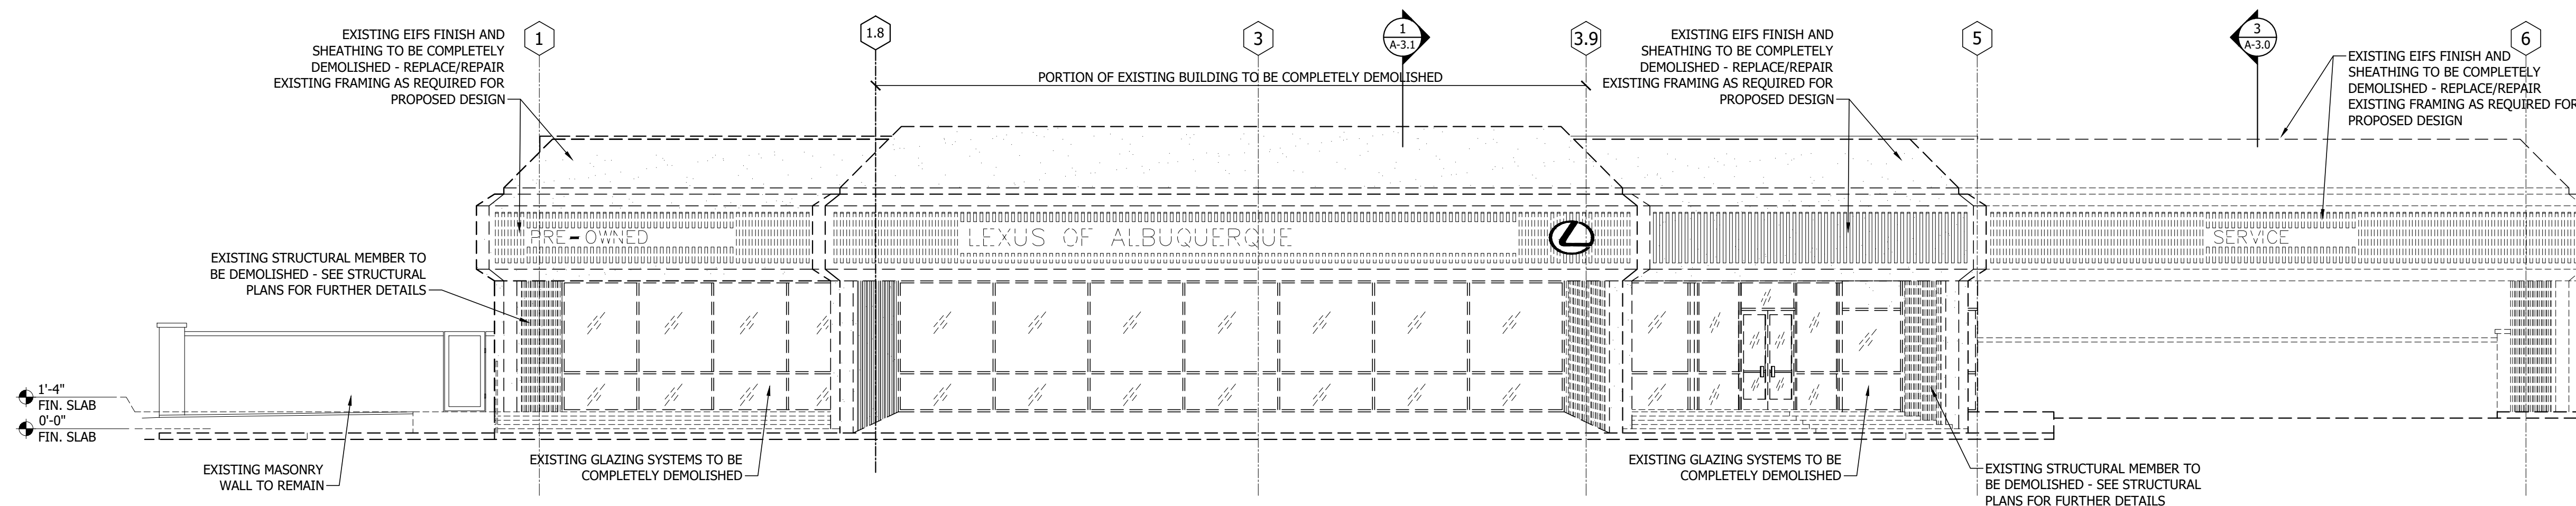 EXISTING EIFS FINISH AND
SHEATHING TO BE COMPLETELY
DEMOLISHED - REPLACE/REPAIR
EXISTING FRAMING AS REQUIRED FOR
PROPOSED DESIGN
1
1.8
3
1
A-3.1
3.9
PORTION OF EXISTING BUILDING TO BE COMPLETELY DEMOLISHED
EXISTING EIFS FINISH AND
SHEATHING TO BE COMPLETELY
DEMOLISHED - REPLACE/REPAIR
EXISTING FRAMING AS REQUIRED FOR
PROPOSED DESIGN
5
3
A-3.0
6
EXISTING EIFS FINISH AND
SHEATHING TO BE COMPLETELY
DEMOLISHED - REPLACE/REPAIR
EXISTING FRAMING AS REQUIRED FOR
PROPOSED DESIGN
PRE-OWNED
LEXUS OF ALBUQUERQUE
SERVICE
EXISTING STRUCTURAL MEMBER TO
BE DEMOLISHED - SEE STRUCTURAL
PLANS FOR FURTHER DETAILS
1'-4"
FIN. SLAB
0'-0"
FIN. SLAB
EXISTING MASONRY
WALL TO REMAIN
EXISTING GLAZING SYSTEMS TO BE
COMPLETELY DEMOLISHED
EXISTING GLAZING SYSTEMS TO BE
COMPLETELY DEMOLISHED
EXISTING STRUCTURAL MEMBER TO
BE DEMOLISHED - SEE STRUCTURAL
PLANS FOR FURTHER DETAILS